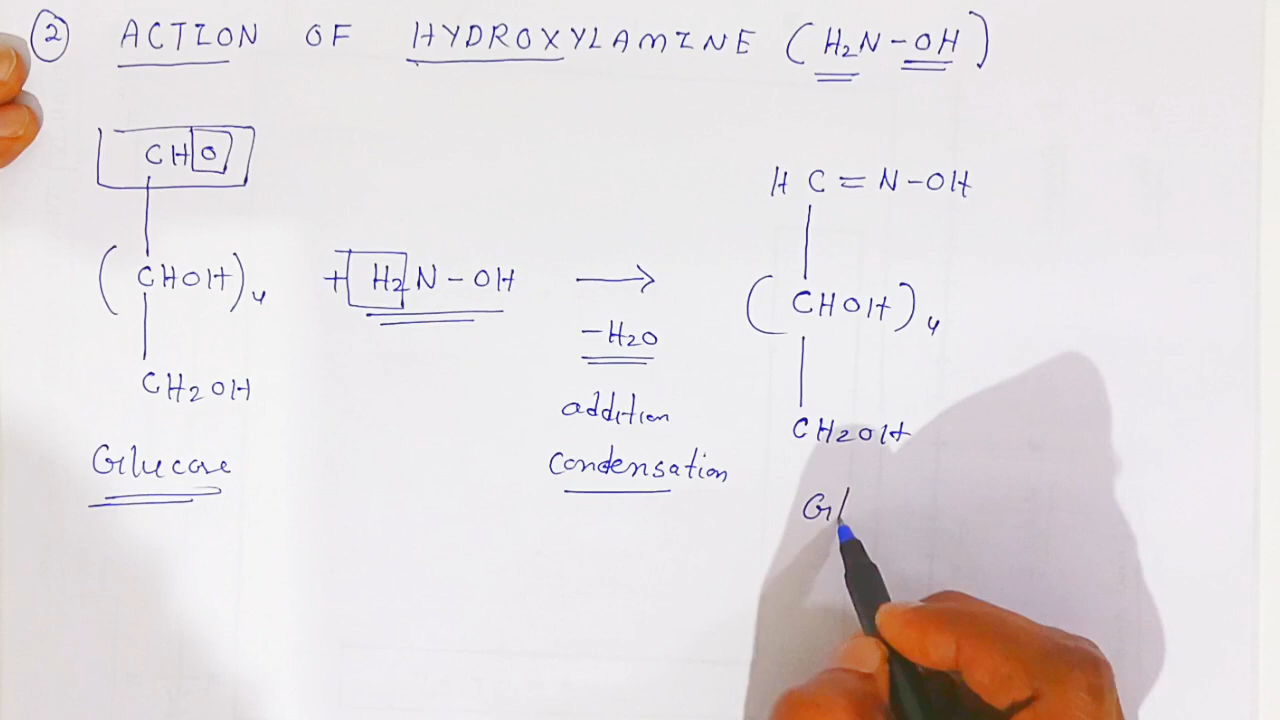 ② ACTION OF HYDROXYLAMINE (H2N-OH)
CHO
(CHOH)4
CH2OH
Glucose
+ H2N-OH
→
-H2O
addition
condensation
HC=N-OH
(CHOH)4
CH2OH
Gl